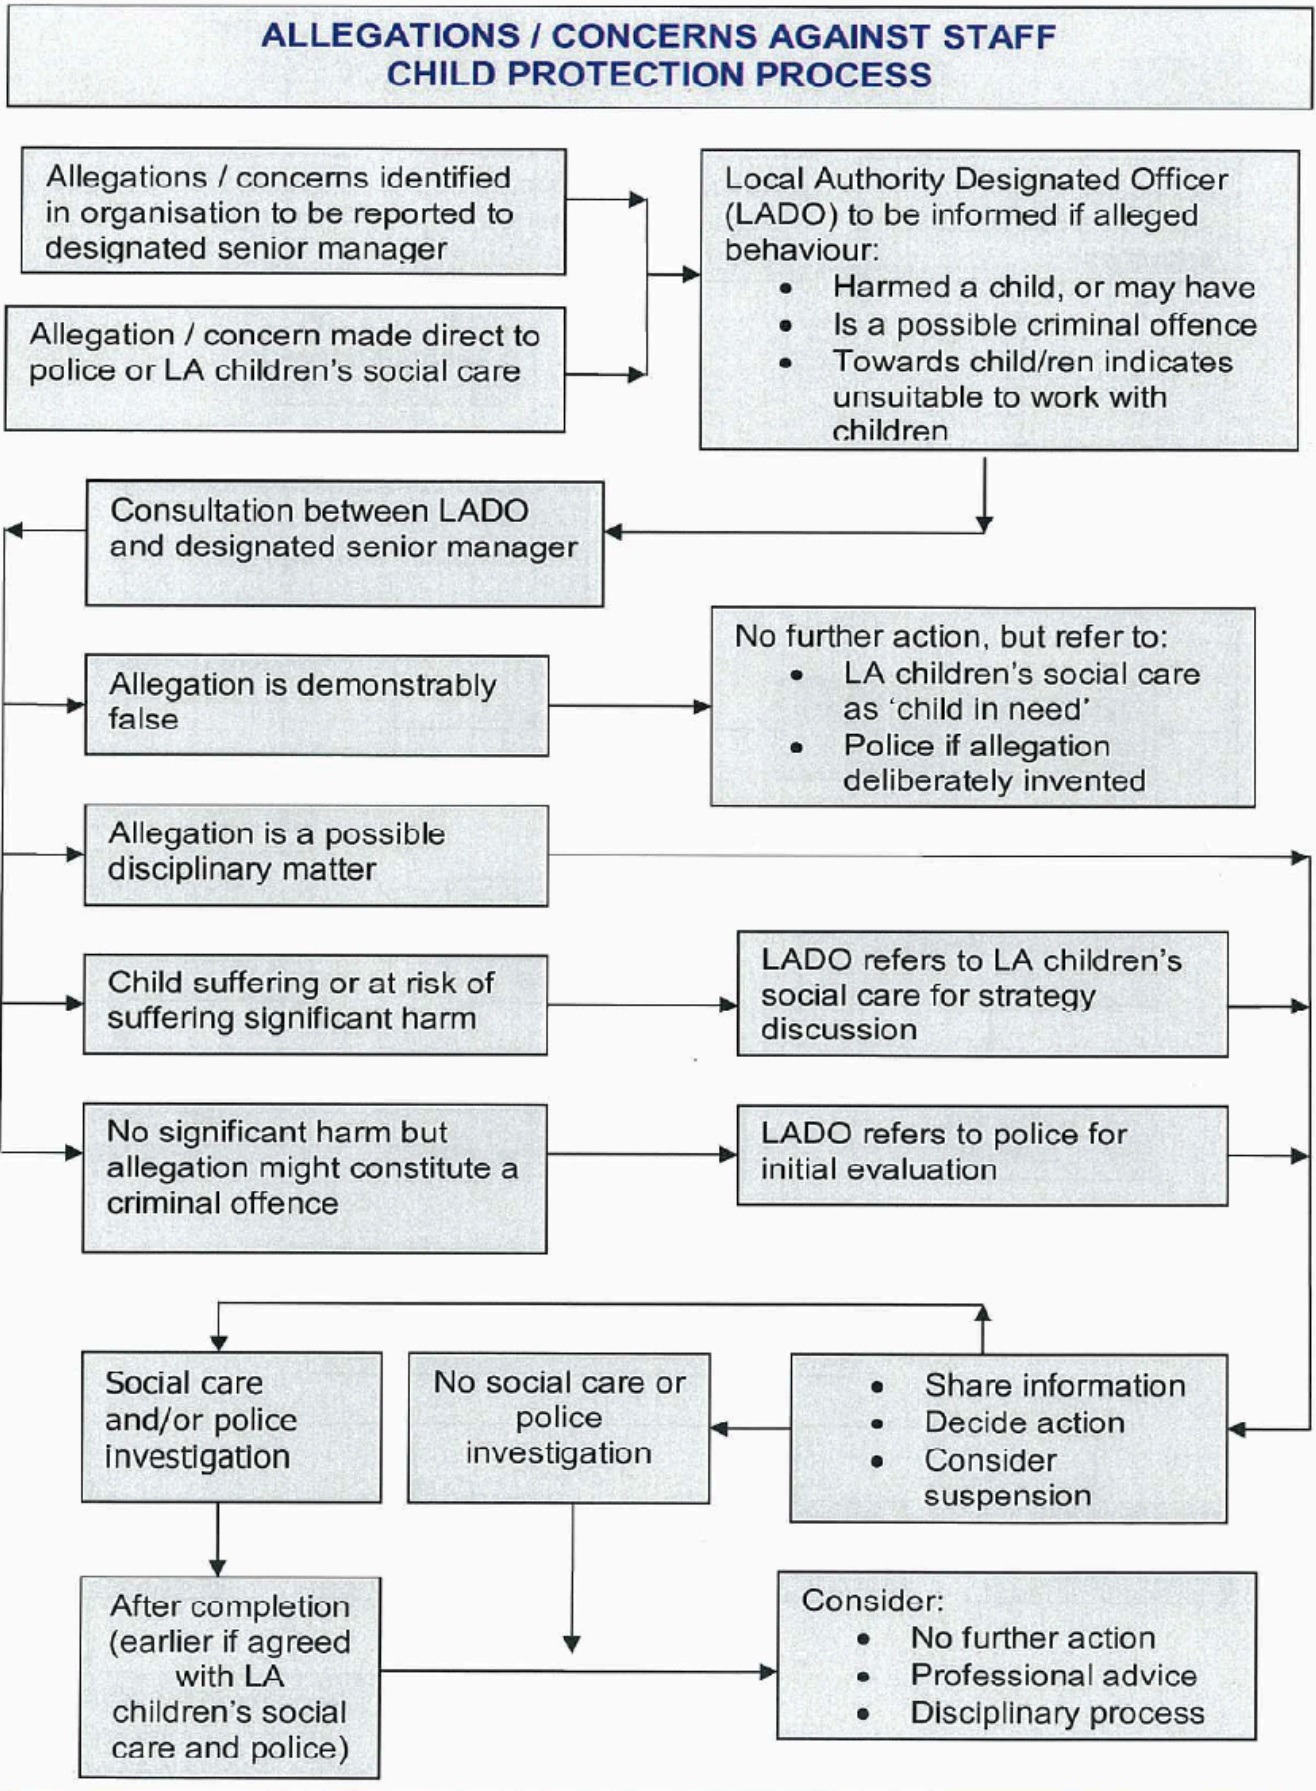 ALLEGATIONS / CONCERNS AGAINST STAFF
CHILD PROTECTION PROCESS
Allegations / concerns identified
in organisation to be reported to
designated senior manager
Allegation / concern made direct to
police or LA children's social care
Local Authority Designated Officer
(LADO) to be informed if alleged
behaviour:
• Harmed a child, or may have
• Is a possible criminal offence
• Towards child/ren indicates
unsuitable to work with
children
Consultation between LADO
and designated senior manager
Allegation is demonstrably
false
No further action, but refer to:
• LA children's social care
as 'child in need'
• Police if allegation
deliberately invented
Allegation is a possible
disciplinary matter
Child suffering or at risk of
suffering significant harm
LADO refers to LA children's
social care for strategy
discussion
No significant harm but
allegation might constitute a
criminal offence
LADO refers to police for
initial evaluation
Social care
and/or police
investigation
No social care or
police
investigation
• Share information
• Decide action
• Consider
suspension
After completion
(earlier if agreed
with LA
children's social
care and police)
Consider:
• No further action
• Professional advice
• Disciplinary process